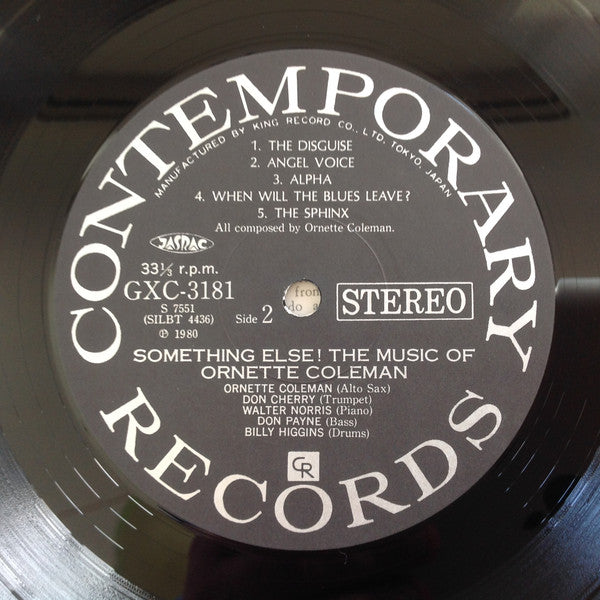 CONTEMPORARY
MANUFACTURED BY KING RECORD CO., LTD. TOKYO, JAPAN
1. THE DISGUISE
2. ANGEL VOICE
3. ALPHA
4. WHEN WILL THE BLUES LEAVE?
5. THE SPHINX
All composed by Ornette Coleman.
JASRAC
33⅓ r.p.m.
GXC-3181
S 7551
(SILBT 4436)
Side 2
℗ 1980
from
do a
STEREO
SOMETHING ELSE! THE MUSIC OF
ORNETTE COLEMAN
ORNETTE COLEMAN (Alto Sax)
DON CHERRY (Trumpet)
WALTER NORRIS (Piano)
DON PAYNE (Bass)
BILLY HIGGINS (Drums)
CR
RECORDS